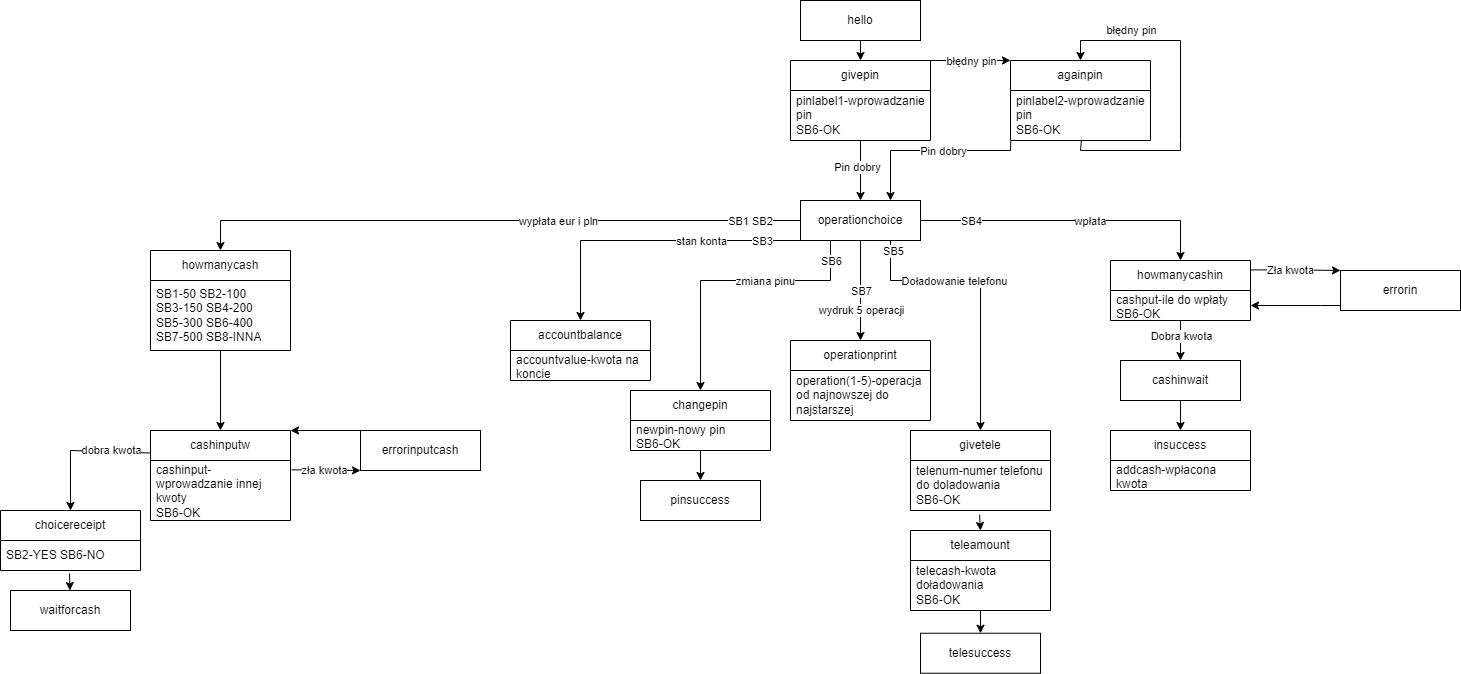 hello
błędny pin
givepin
błędny pin
againpin
pinlabel1-wprowadzanie
pin
SB6-OK
pinlabel2-wprowadzanie
pin
SB6-OK
Pin dobry
Pin dobry
operationchoice
wypłata eur i pln
SB1 SB2
SB4
wpłata
stan konta
SB3
SB5
SB6
howmanycash
SB1-50 SB2-100
SB3-150 SB4-200
SB5-300 SB6-400
SB7-500 SB8-INNA
zmiana pinu
SB7
wydruk 5 operacji
Doładowanie telefonu
howmanycashin
cashput-ile do wpłaty
SB6-OK
Zła kwota
errorin
Dobra kwota
accountbalance
accountvalue-kwota na
koncie
operationprint
operation(1-5)-operacja
od najnowszej do
najstarszej
cashinwait
changepin
newpin-nowy pin
SB6-OK
cashinputw
cashinput-
wprowadzanie innej
kwoty
SB6-OK
dobra kwota
zła kwota
errorinputcash
givetele
telenum-numer telefonu
do doladowania
SB6-OK
insuccess
addcash-wpłacona
kwota
pinsuccess
choicereceipt
SB2-YES SB6-NO
teleamount
telecash-kwota
doładowania
SB6-OK
waitforcash
telesuccess